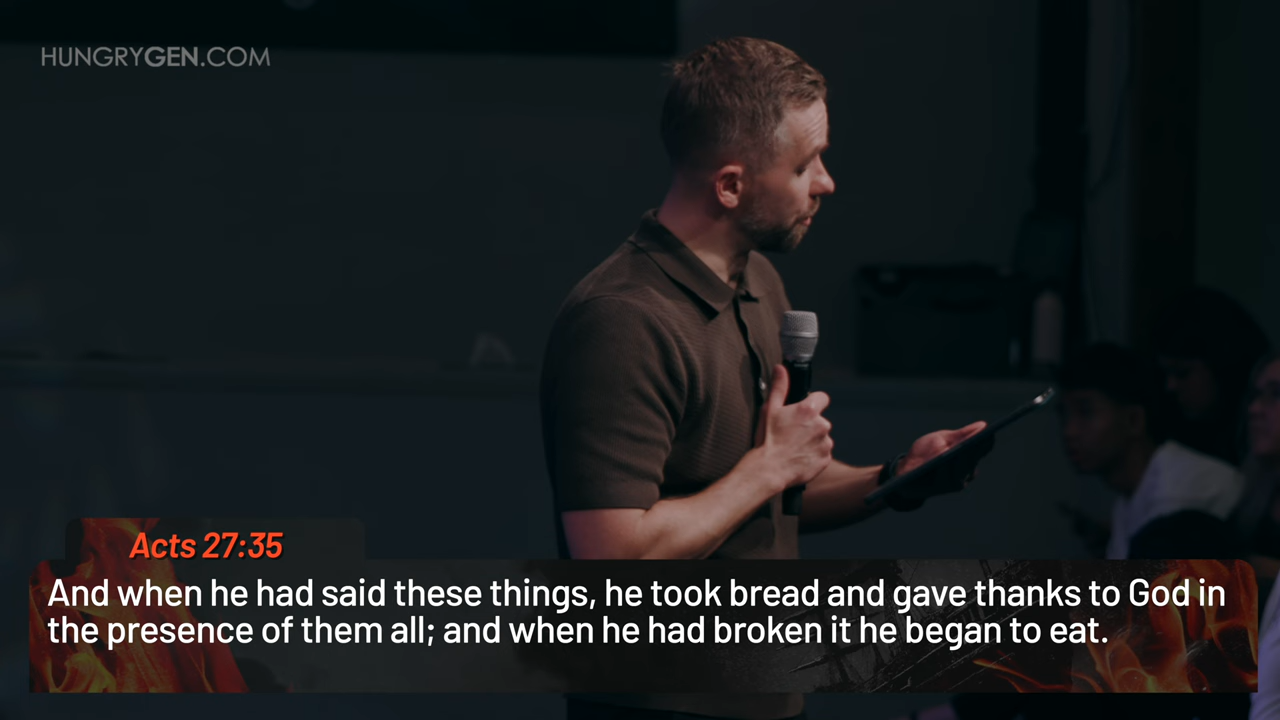 HUNGRYGEN.COM
Acts 27:35
And when he had said these things, he took bread and gave thanks to God in
the presence of them all; and when he had broken it he began to eat.